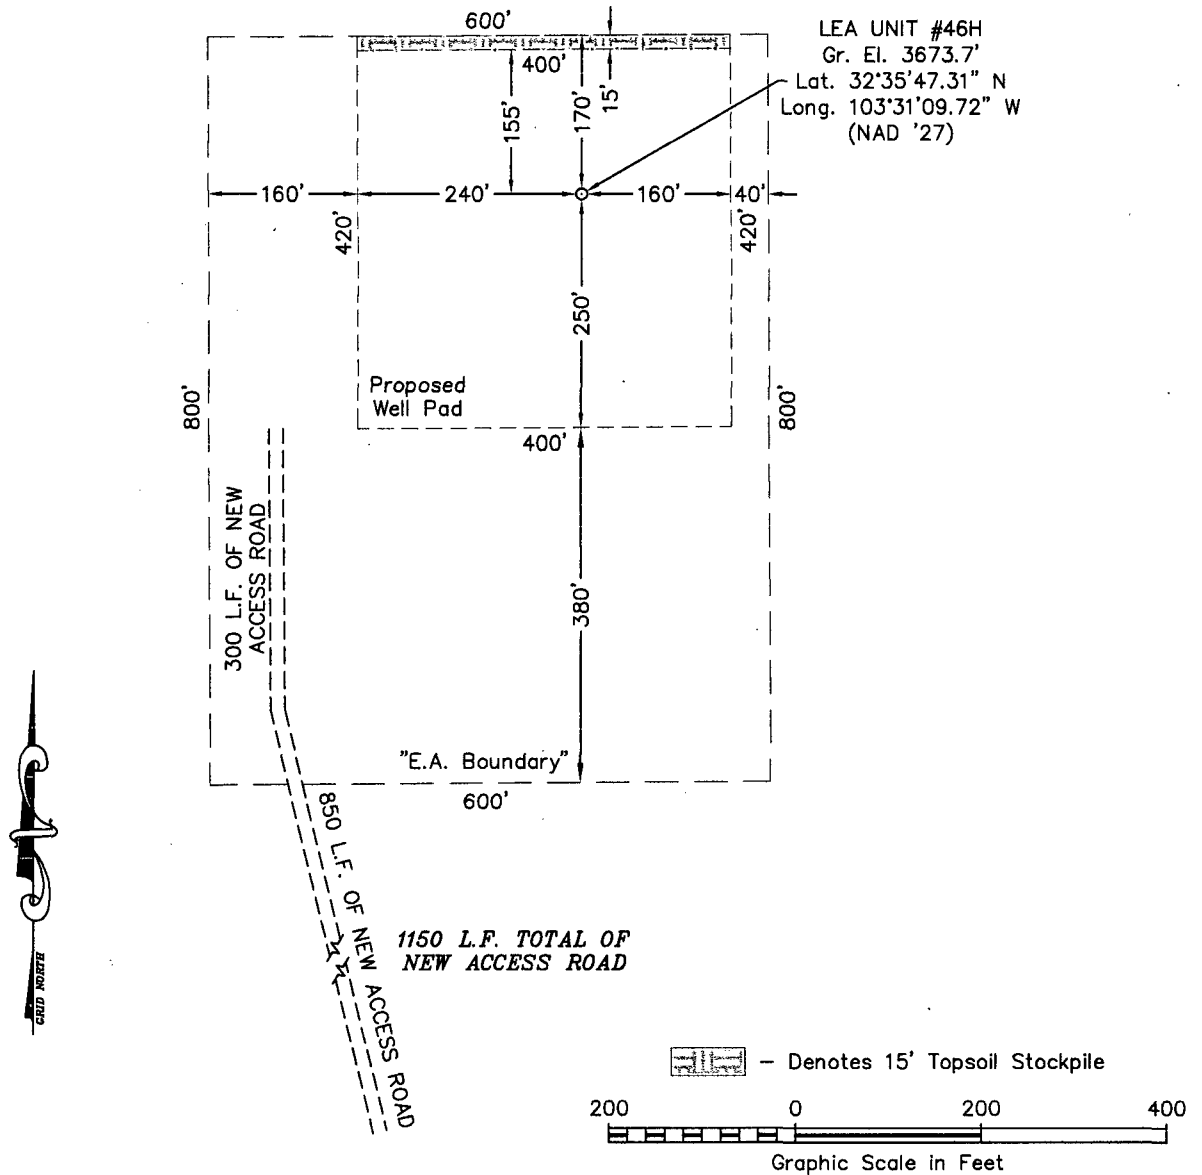 600'
LEA UNIT #46H
Gr. El. 3673.7'
Lat. 32°35'47.31" N
Long. 103°31'09.72" W
(NAD '27)
400'
155'
170'
15'
160'
240'
160'
40'
420'
420'
250'
Proposed
Well Pad
800'
800'
400'
300 L.F. OF NEW
ACCESS ROAD
380'
"E.A. Boundary"
600'
850 L.F. OF NEW ACCESS ROAD
1150 L.F. TOTAL OF
NEW ACCESS ROAD
GRID NORTH
– Denotes 15' Topsoil Stockpile
200 0 200 400
Graphic Scale in Feet